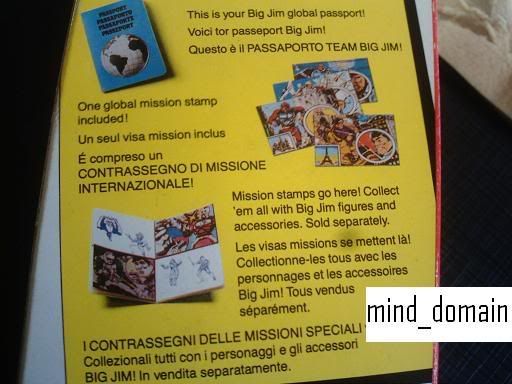 PASSPORT
PASSAPORTO
PASAPORTE
PASSEPORT
This is your Big Jim global passport!
Voici tor passeport Big Jim!
Questo è il PASSAPORTO TEAM BIG JIM!
One global mission stamp
included!
Un seul visa mission inclus
É compreso un
CONTRASSEGNO DI MISSIONE
INTERNAZIONALE!
Mission stamps go here! Collect
'em all with Big Jim figures and
accessories. Sold separately.
Les visas missions se mettent là!
Collectionne-les tous avec les
personnages et les accessoires
Big Jim! Tous vendus
séparément.
I CONTRASSEGNI DELLE MISSIONI SPECIALI
Collezionali tutti con i personaggi e gli accessori
BIG JIM! In vendita separatamente.
mind_domain